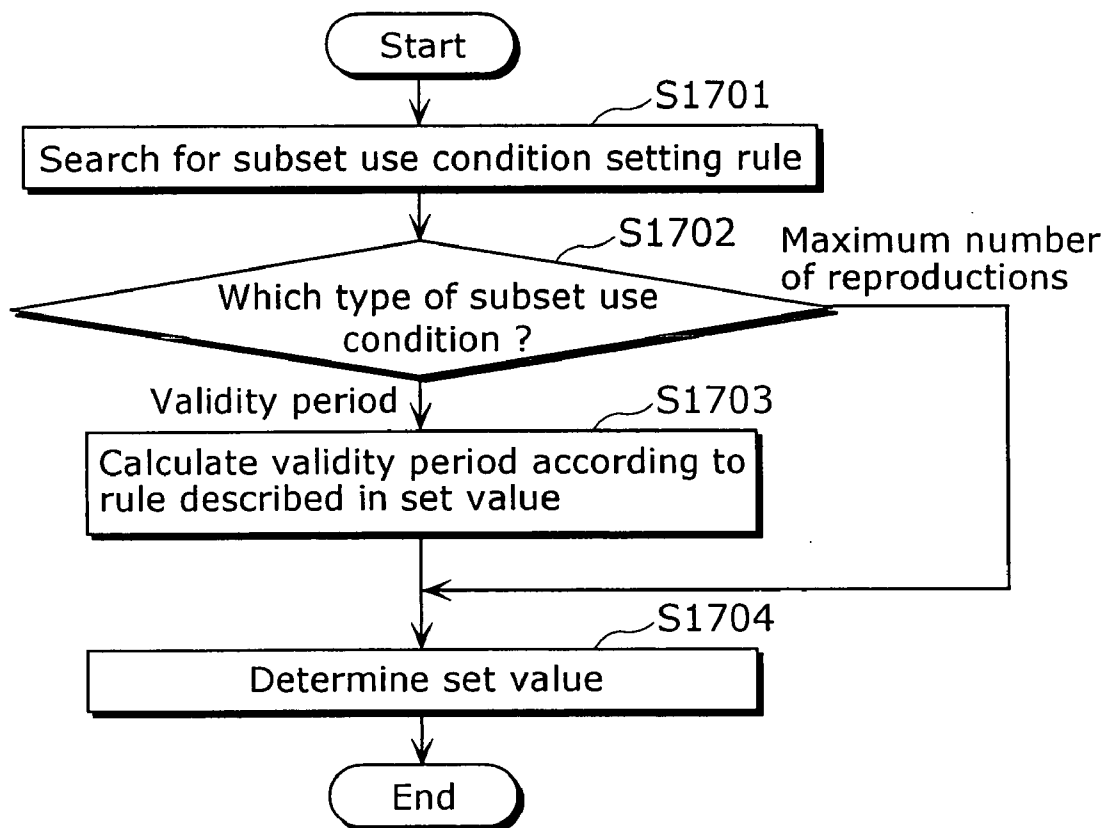 Start
S1701
Search for subset use condition setting rule
S1702
Maximum number
of reproductions
Which type of subset use
condition ?
Validity period
S1703
Calculate validity period according to
rule described in set value
S1704
Determine set value
End